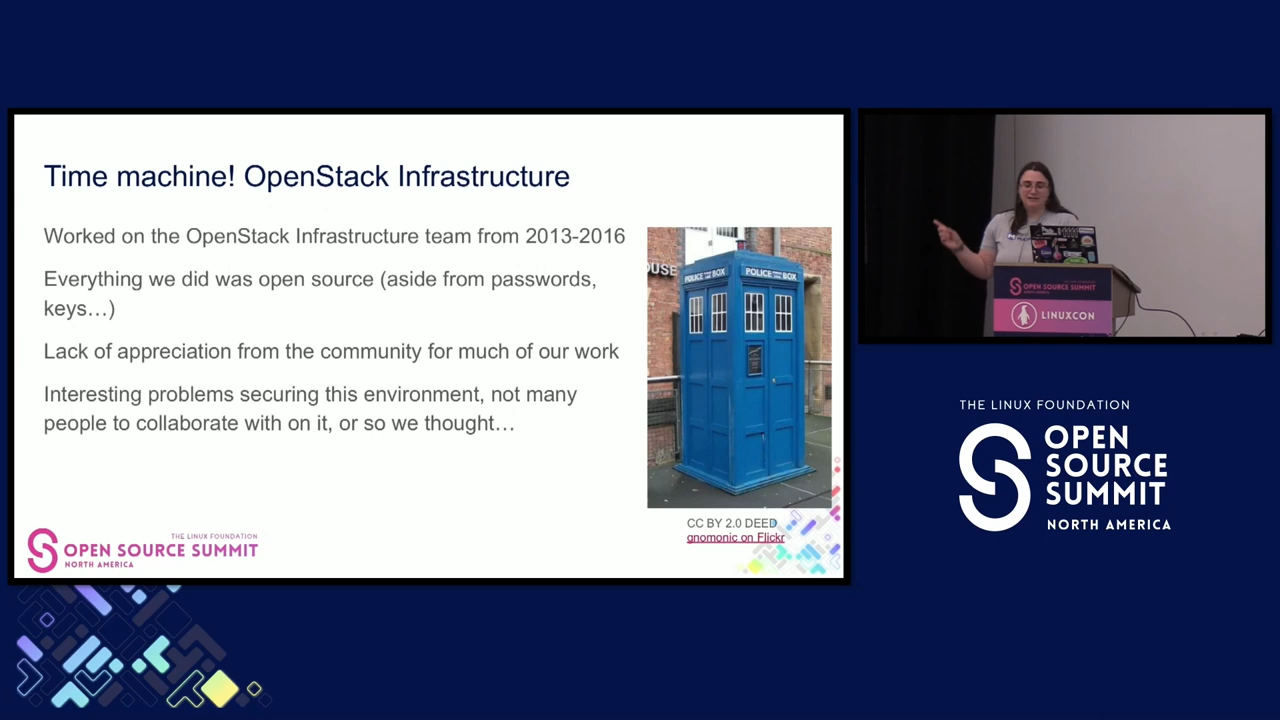 Time machine! OpenStack Infrastructure
Worked on the OpenStack Infrastructure team from 2013-2016
Everything we did was open source (aside from passwords,
keys…)
Lack of appreciation from the community for much of our work
Interesting problems securing this environment, not many
people to collaborate with on it, or so we thought…
POLICE BOX
POLICE BOX
CC BY 2.0 DEED
gnomonic on Flickr
THE LINUX FOUNDATION
OPEN SOURCE SUMMIT
NORTH AMERICA
OPEN SOURCE SUMMIT
LINUXCON
THE LINUX FOUNDATION
OPEN
SOURCE
SUMMIT
NORTH AMERICA